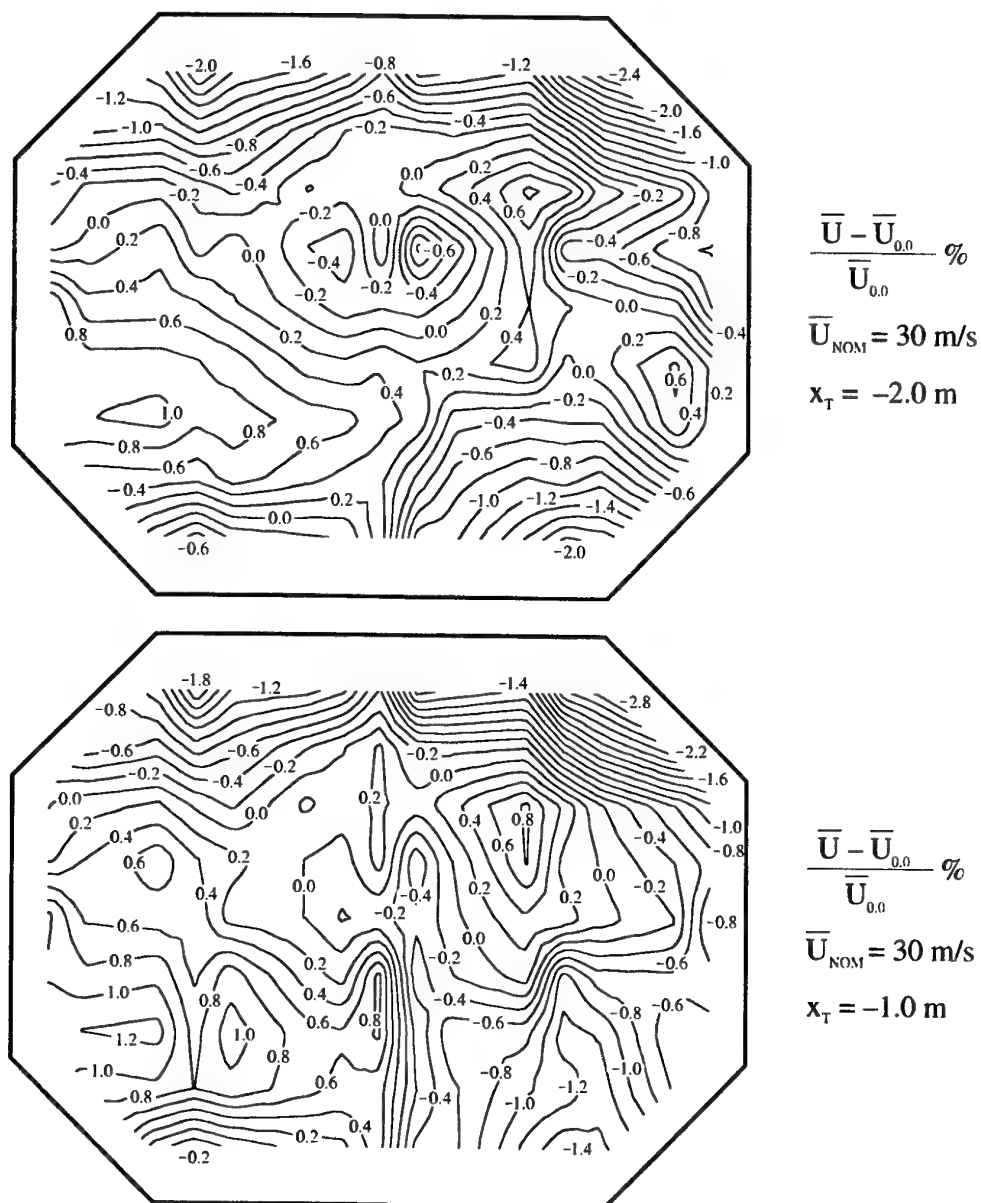 -2.0 -1.6 -0.8 -1.2 -2.4
-1.2 -0.6 -2.0
-1.0 -0.8 -0.2 -0.4 -0.4 -1.6
-0.6 -0.2 -1.0
-0.4 -0.2 -0.4 0.0 0.2 0.4 0.6 -0.2
0.0 0.2 0.0 -0.2 0.0 -0.6 -0.4 -0.8
0.4 -0.4 -0.2 -0.4 -0.2 -0.6
0.8 0.6 0.2 -0.2 0.0 0.2 0.4 0.0 -0.4
0.4 0.2 0.0 0.2 0.6 0.2
1.0 0.8 0.6 -0.2 -0.4 0.4
0.8 0.6 -0.6 -0.8 -0.6
-0.4 0.2 0.0 -1.0 -1.2 -1.4
-0.6 -2.0
U – U0.0
U0.0 %
UNOM = 30 m/s
xT = –2.0 m
-1.8 -1.2 -1.4 -2.8
-0.8 -2.2
-0.6 -0.6 -0.2 -0.2 -1.6
-0.2 -0.4 -0.2 0.0
0.0 0.0 0.2 0.4 0.8 -0.4 -1.0
0.2 0.4 0.2 0.6 -0.8
0.6 0.4 0.0 -0.4 0.2 0.0 -0.2
0.6 -0.2 0.0 -0.8
0.8 0.2 0.4 -0.4 -0.6
1.0 0.8 0.6 0.8 -0.6 -0.8 -0.6
1.2 1.0 0.8 -0.8 -1.0
1.0 0.8 0.6 -0.4 -1.0 -1.2
0.4 0.2 -0.2 -1.4
U – U0.0
U0.0 %
UNOM = 30 m/s
xT = –1.0 m